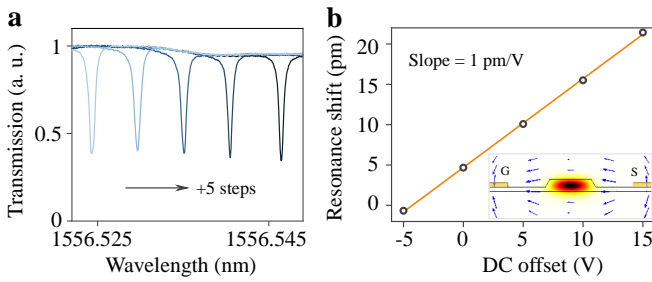 a
Transmission (a. u.)
1
0.5
0
+5 steps
1556.525
1556.545
Wavelength (nm)
b
Resonance shift (pm)
20
15
10
5
0
Slope = 1 pm/V
G
S
-5
0
5
10
15
DC offset (V)